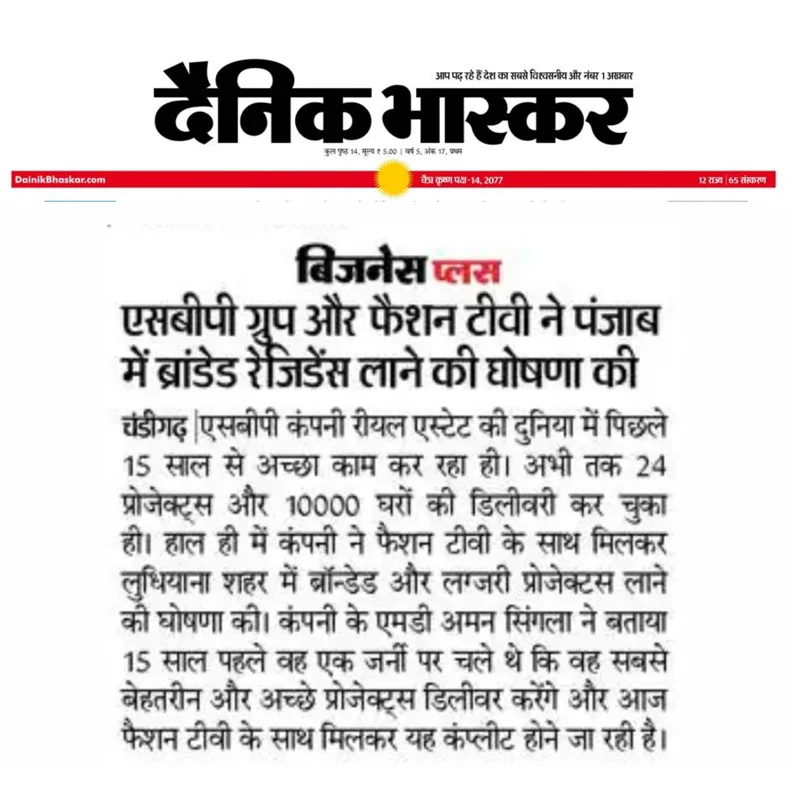 आप पढ़ रहे हैं देश का सबसे विश्वसनीय और नंबर 1 अखबार
दैनिक भास्कर
कुल पृष्ठ 14, मूल्य ₹ 5.00 | वर्ष 5, अंक 17, प्रथम
DainikBhaskar.com चैत्र कृष्ण पक्ष-14, 2077 12 राज्य | 65 संस्करण
बिजनेस प्लस
एसबीपी ग्रुप और फैशन टीवी ने पंजाब
में ब्रांडेड रेजिडेंस लाने की घोषणा की
चंडीगढ़ | एसबीपी कंपनी रीयल एस्टेट की दुनिया में पिछले
15 साल से अच्छा काम कर रहा ही। अभी तक 24
प्रोजेक्ट्स और 10000 घरों की डिलीवरी कर चुका
ही। हाल ही में कंपनी ने फैशन टीवी के साथ मिलकर
लुधियाना शहर में ब्रॉन्डेड और लग्जरी प्रोजेक्टस लाने
की घोषणा की। कंपनी के एमडी अमन सिंगला ने बताया
15 साल पहले वह एक जर्नी पर चले थे कि वह सबसे
बेहतरीन और अच्छे प्रोजेक्ट्स डिलीवर करेंगे और आज
फैशन टीवी के साथ मिलकर यह कंप्लीट होने जा रही है।